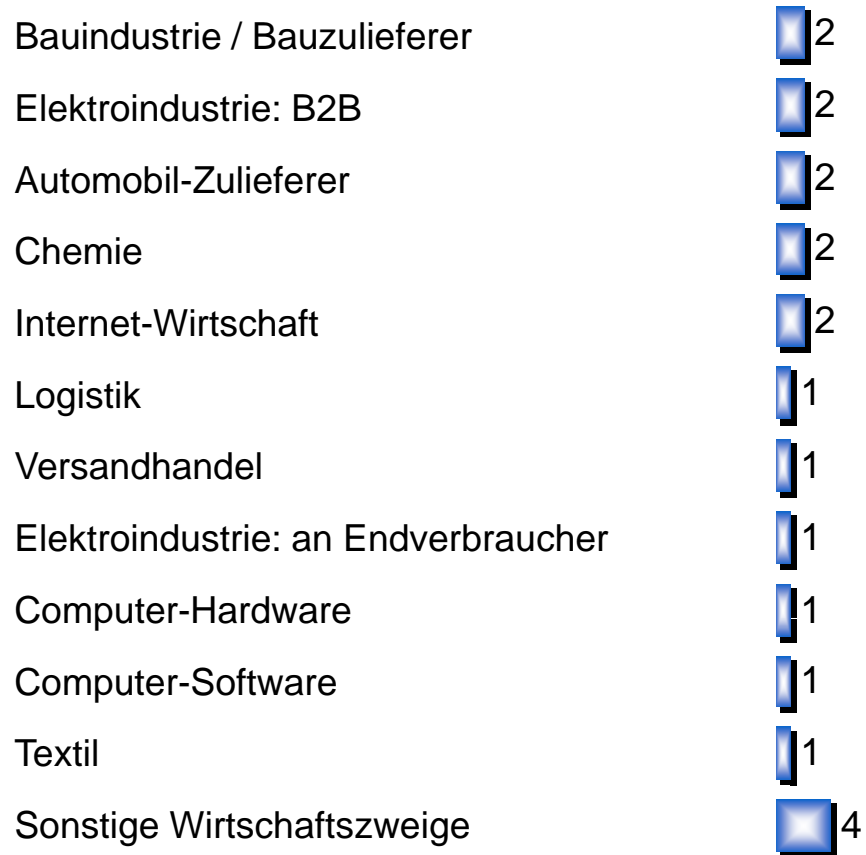 Bauindustrie / Bauzulieferer 2
Elektroindustrie: B2B 2
Automobil-Zulieferer 2
Chemie 2
Internet-Wirtschaft 2
Logistik 1
Versandhandel 1
Elektroindustrie: an Endverbraucher 1
Computer-Hardware 1
Computer-Software 1
Textil 1
Sonstige Wirtschaftszweige 4